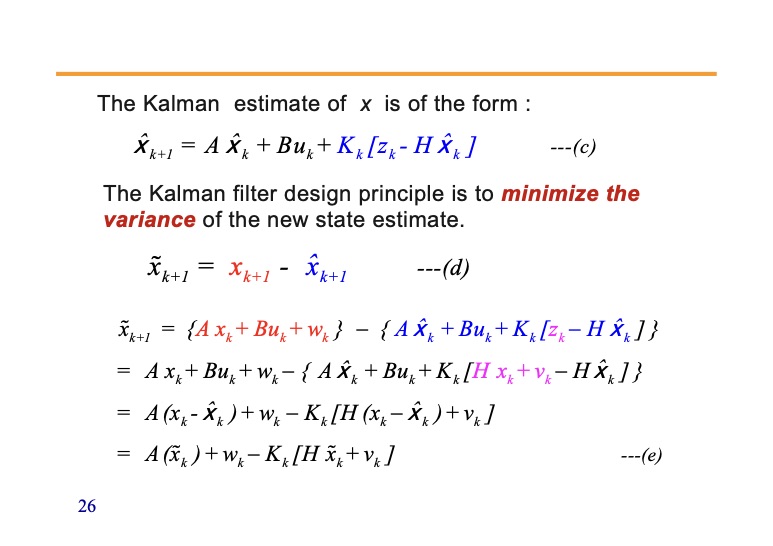 The Kalman estimate of x is of the form :
x̂ₖ₊₁ = A x̂ₖ + Buₖ + Kₖ [zₖ - H x̂ₖ ] ---(c)
The Kalman filter design principle is to minimize the
variance of the new state estimate.
x̃ₖ₊₁ = xₖ₊₁ - x̂ₖ₊₁ ---(d)
x̃ₖ₊₁ = {A xₖ + Buₖ + wₖ } – { A x̂ₖ + Buₖ + Kₖ [zₖ – H x̂ₖ ] }
= A xₖ + Buₖ + wₖ – { A x̂ₖ + Buₖ + Kₖ [H xₖ + vₖ – H x̂ₖ ] }
= A (xₖ - x̂ₖ ) + wₖ – Kₖ [H (xₖ – x̂ₖ ) + vₖ ]
= A (x̃ₖ ) + wₖ – Kₖ [H x̃ₖ + vₖ ] ---(e)
26